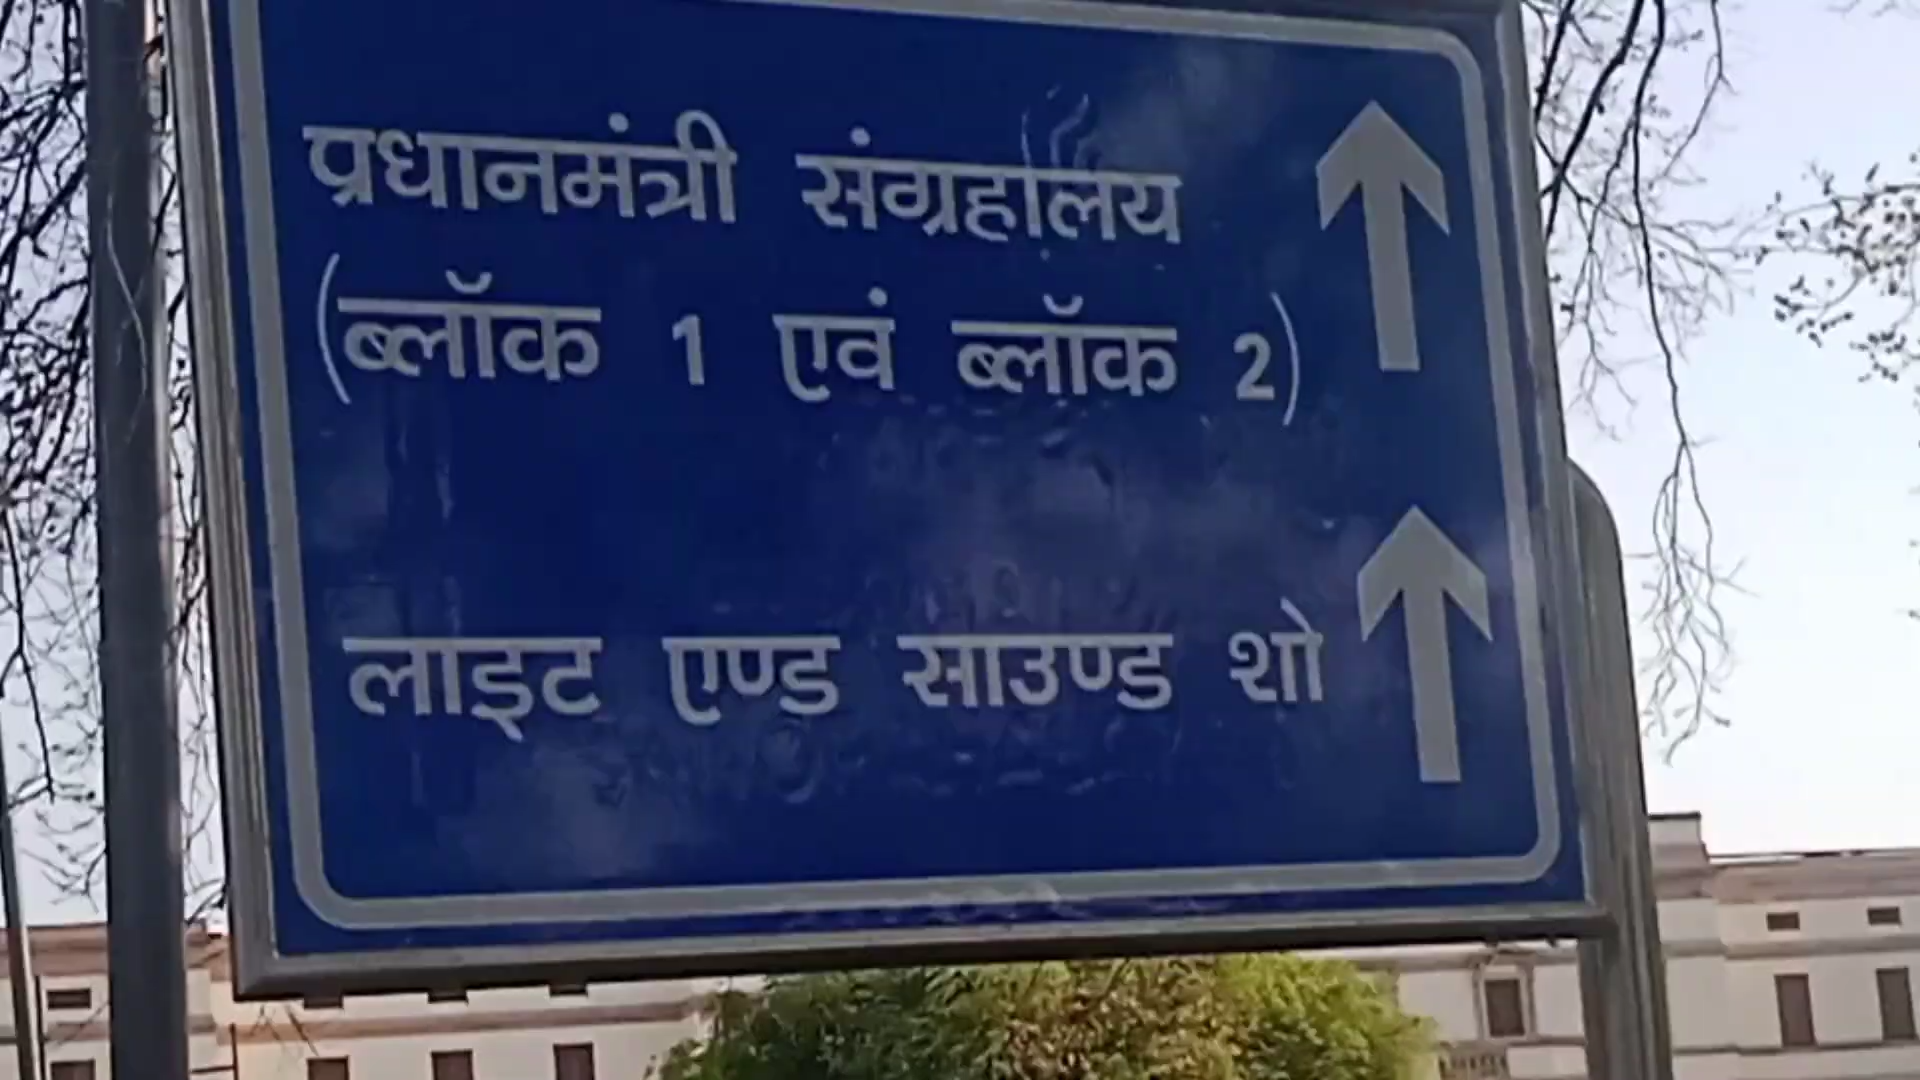 प्रधानमंत्री संग्रहालय
(ब्लॉक 1 एवं ब्लॉक 2)
लाइट एण्ड साउण्ड शो